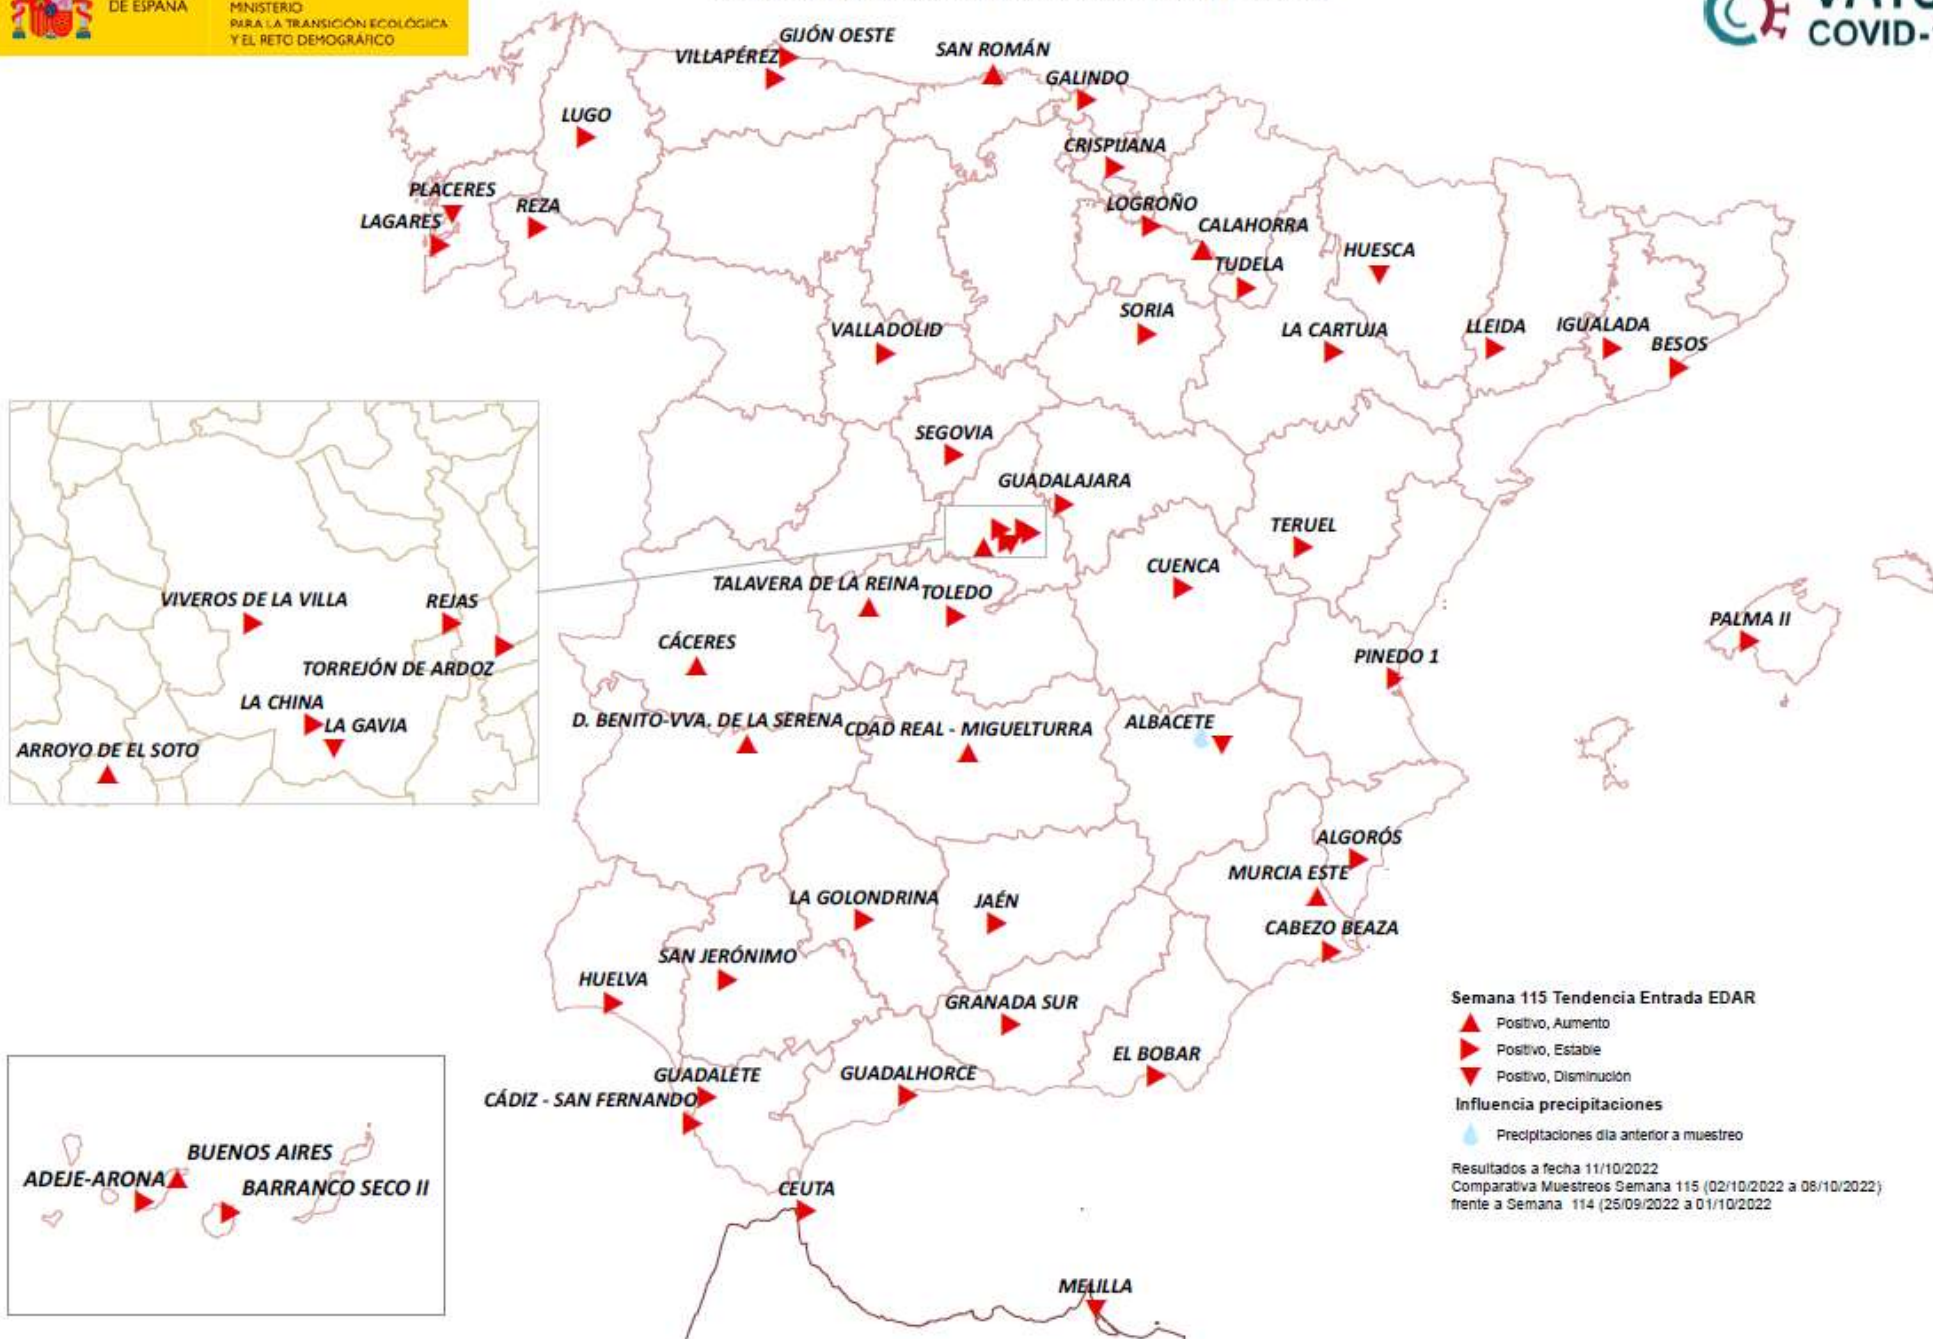 DE ESPAÑA
MINISTERIO
PARA LA TRANSICIÓN ECOLÓGICA
Y EL RETO DEMOGRÁFICO
COVID-
GIJÓN OESTE
VILLAPÉREZ
SAN ROMÁN
GALINDO
LUGO
CRISPIJANA
PLACERES
REZA
LAGARES
LOGROÑO
CALAHORRA
TUDELA
HUESCA
SORIA
VALLADOLID
LA CARTUJA
LLEIDA
IGUALADA
BESOS
SEGOVIA
GUADALAJARA
TERUEL
CUENCA
TALAVERA DE LA REINA
TOLEDO
VIVEROS DE LA VILLA
REJAS
TORREJÓN DE ARDOZ
LA CHINA
LA GAVIA
ARROYO DE EL SOTO
CÁCERES
PALMA II
PINEDO 1
D. BENITO-VVA. DE LA SERENA
CDAD REAL - MIGUELTURRA
ALBACETE
ALGORÓS
MURCIA ESTE
LA GOLONDRINA
JAÉN
CABEZO BEAZA
SAN JERÓNIMO
HUELVA
GRANADA SUR
EL BOBAR
GUADALETE
GUADALHORCE
CÁDIZ - SAN FERNANDO
BUENOS AIRES
ADEJE-ARONA
BARRANCO SECO II
CEUTA
MELILLA
Semana 115 Tendencia Entrada EDAR
Positivo, Aumento
Positivo, Estable
Positivo, Disminución
Influencia precipitaciones
Precipitaciones día anterior a muestreo
Resultados a fecha 11/10/2022
Comparativa Muestreos Semana 115 (02/10/2022 a 08/10/2022)
frente a Semana 114 (25/09/2022 a 01/10/2022